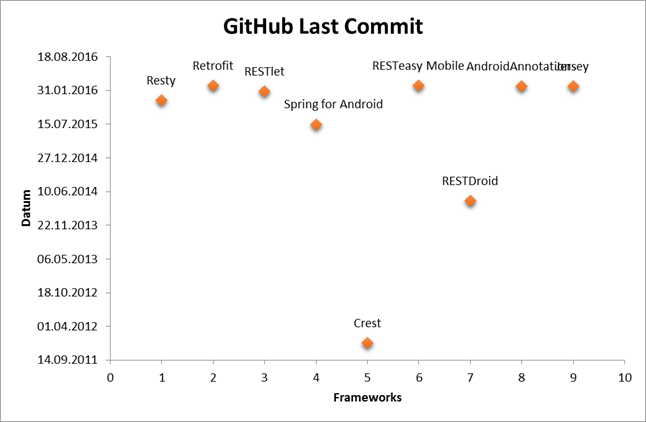 GitHub Last Commit
18.08.2016
31.01.2016
15.07.2015
27.12.2014
10.06.2014
22.11.2013
06.05.2013
18.10.2012
01.04.2012
14.09.2011
Datum
Resty
Retrofit
RESTlet
Spring for Android
Crest
RESTeasy Mobile
RESTDroid
AndroidAnnotation
Jersey
0 1 2 3 4 5 6 7 8 9 10
Frameworks